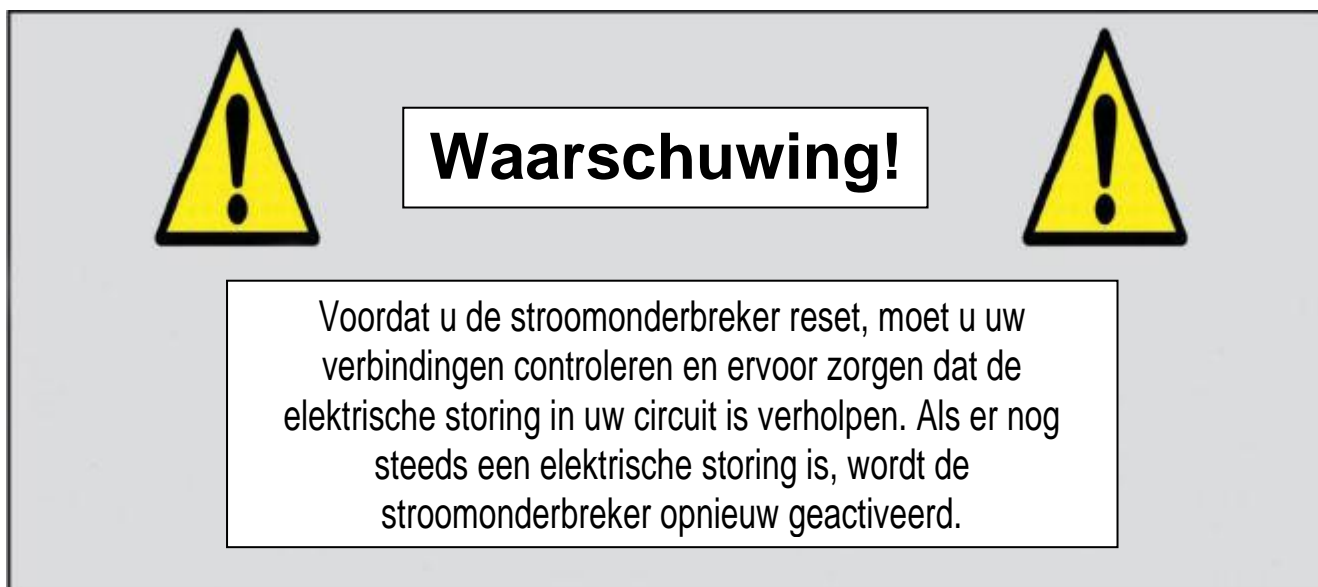 Waarschuwing!
Voordat u de stroomonderbreker reset, moet u uw
verbindingen controleren en ervoor zorgen dat de
elektrische storing in uw circuit is verholpen. Als er nog
steeds een elektrische storing is, wordt de
stroomonderbreker opnieuw geactiveerd.